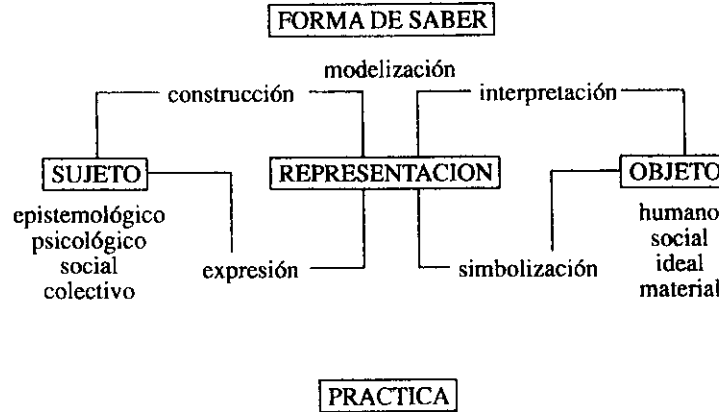 FORMA DE SABER
modelización
construcción interpretación
SUJETO REPRESENTACION OBJETO
epistemológico humano
psicológico social
social ideal
colectivo material
expresión simbolización
PRACTICA